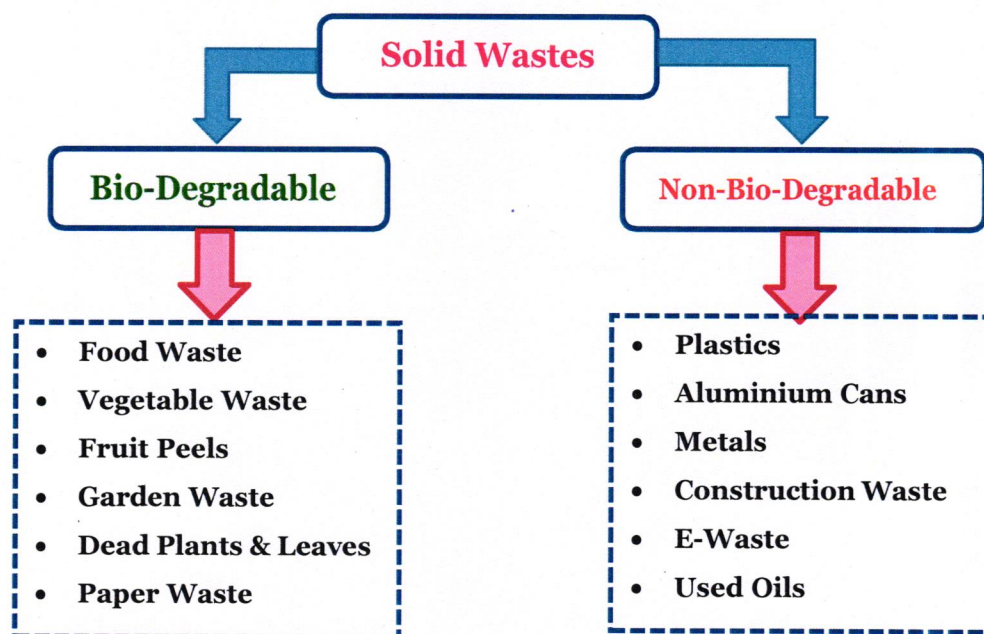 Solid Wastes
Bio-Degradable
Non-Bio-Degradable
• Food Waste
• Vegetable Waste
• Fruit Peels
• Garden Waste
• Dead Plants & Leaves
• Paper Waste
• Plastics
• Aluminium Cans
• Metals
• Construction Waste
• E-Waste
• Used Oils